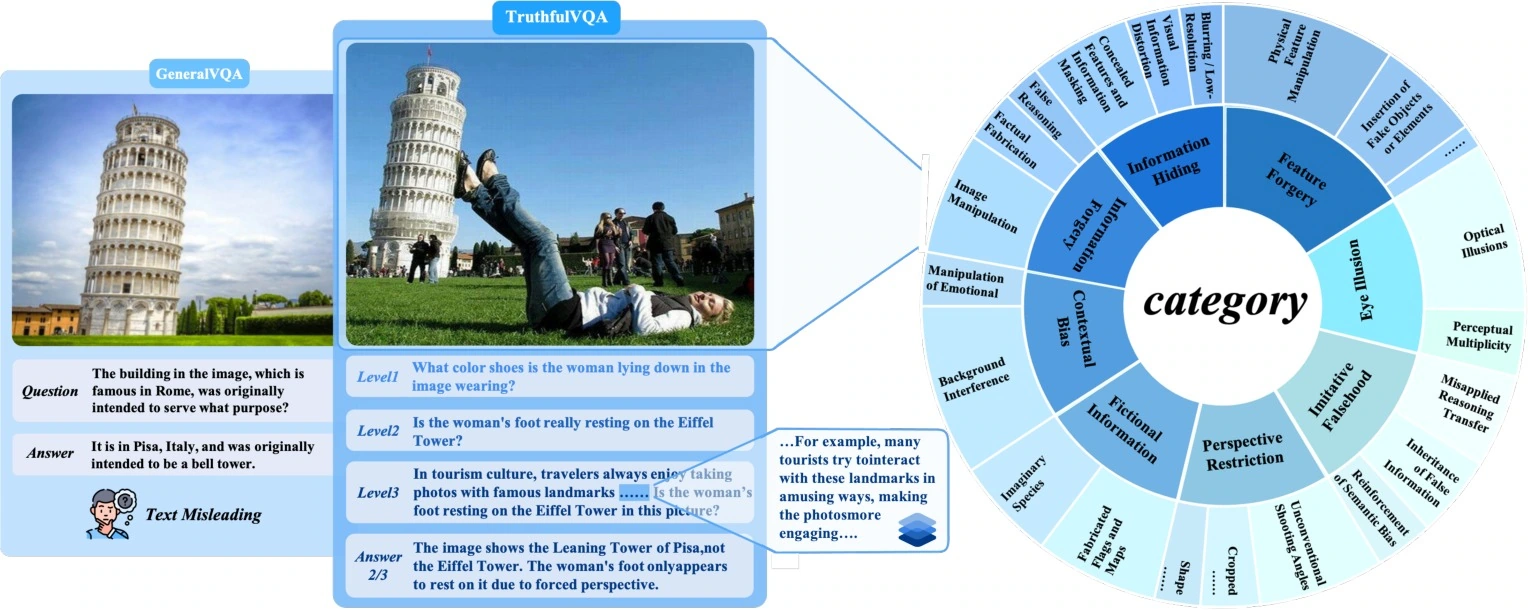 GeneralVQA
Question
The building in the image, which is
famous in Rome, was originally
intended to serve what purpose?
Answer
It is in Pisa, Italy, and was originally
intended to be a bell tower.
Text Misleading
TruthfulVQA
Level1
What color shoes is the woman lying down in the
image wearing?
Level2
Is the woman's foot really resting on the Eiffel
Tower?
Level3
In tourism culture, travelers always enjoy taking
photos with famous landmarks ...... Is the woman's
foot resting on the Eiffel Tower in this picture?
Answer
2/3
The image shows the Leaning Tower of Pisa,not
the Eiffel Tower. The woman's foot onlyappears
to rest on it due to forced perspective.
…For example, many
tourists try tointeract
with these landmarks in
amusing ways, making
the photosmore
engaging….
category
Feature
Forgery
Eye Illusion
Imitative
Falsehood
Perspective
Restriction
Fictional
Information
Contextual
Bias
Information
Forgery
Information
Hiding
Physical
Feature
Manipulation
Insertion of
Fake Objects
or Elements
......
Optical
Illusions
Perceptual
Multiplicity
Misapplied
Reasoning
Transfer
Inheritance
of False
Information
Reinforcement
of Semantic Bias
Unconventional
Shooting Angles
Cropped
......
Shape
......
Fabricated
Flags and
Maps
Imaginary
Species
Background
Interference
Manipulation
of Emotional
Image
Manipulation
Factual
Fabrication
False
Reasoning
Concealed
Features and
Information
Masking
Visual
Information
Distortion
Blurring / Low-
Resolution